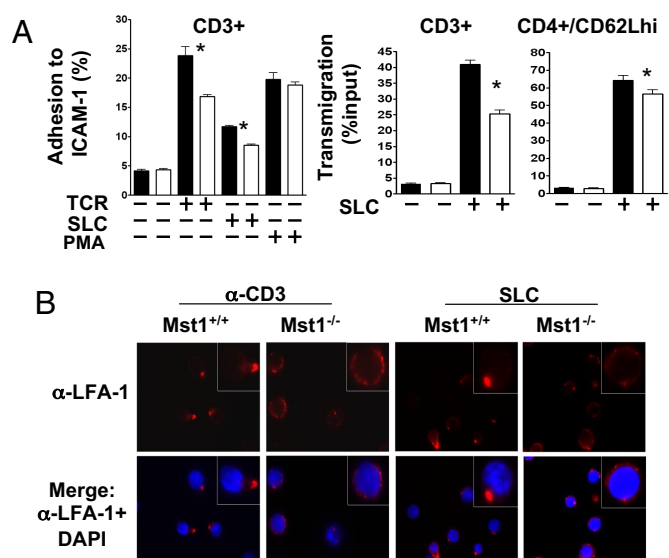 A
CD3+
Adhesion to
ICAM-1 (%)
30
25
20
15
10
5
0
TCR − − + + − − − −
SLC − − − − + + − −
PMA − − − − − − + +
* *
CD3+
Transmigration
(%input)
45
40
35
30
25
20
15
10
5
0
*
SLC − − + +
CD4+/CD62Lhi
80
70
60
50
40
30
20
10
0
*
− − + +
B
α-CD3 SLC
Mst1+/+ Mst1-/- Mst1+/+ Mst1-/-
α-LFA-1
Merge:
α-LFA-1+
DAPI